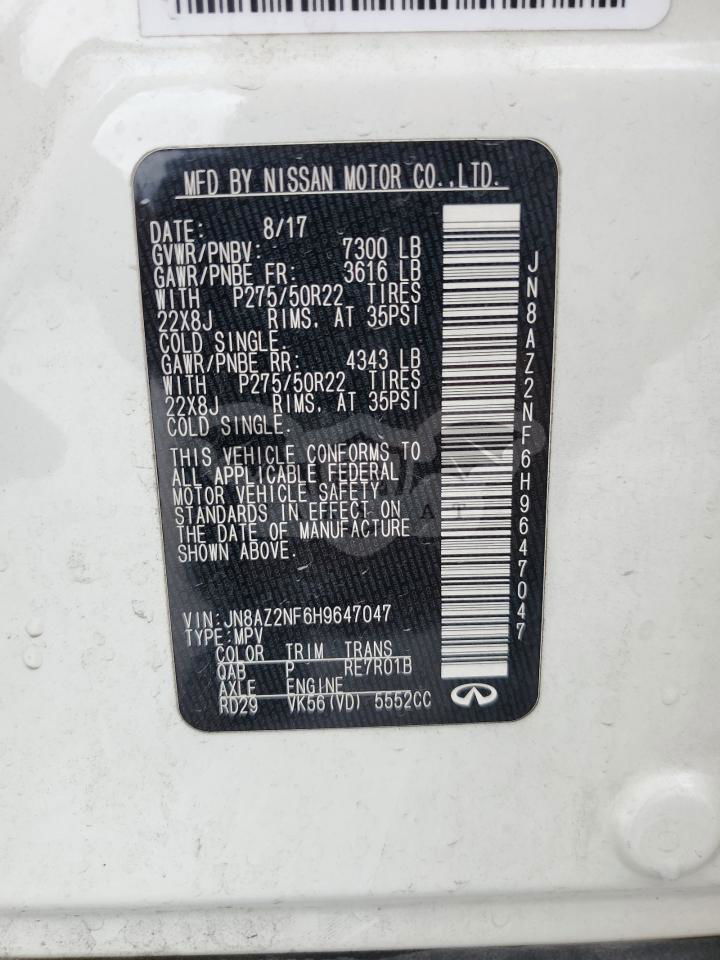 MFD BY NISSAN MOTOR CO.,LTD.
DATE: 8/17
GVWR/PNBV: 7300 LB
GAWR/PNBE FR: 3616 LB
WITH P275/50R22 TIRES
22X8J RIMS, AT 35PSI
COLD SINGLE.
GAWR/PNBE RR: 4343 LB
WITH P275/50R22 TIRES
22X8J RIMS, AT 35PSI
COLD SINGLE.
THIS VEHICLE CONFORMS TO
ALL APPLICABLE FEDERAL
MOTOR VEHICLE SAFETY
STANDARDS IN EFFECT ON
THE DATE OF MANUFACTURE
SHOWN ABOVE.
VIN:JN8AZ2NF6H9647047
TYPE:MPV
COLOR TRIM TRANS
QAB P RE7R01B
AXLE ENGINE
RD29 VK56(VD) 5552CC
JN8AZ2NF6H9647047